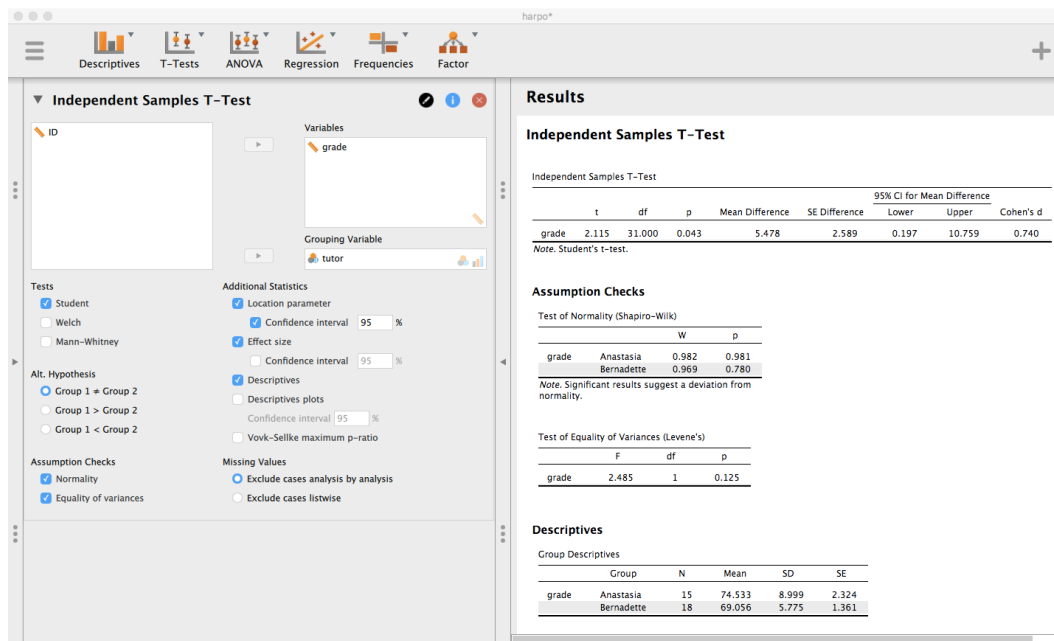 harpo*
Descriptives T-Tests ANOVA Regression Frequencies Factor
Independent Samples T-Test
ID
Variables
grade
Grouping Variable
tutor
Tests
Student
Welch
Mann-Whitney
Alt. Hypothesis
Group 1 ≠ Group 2
Group 1 > Group 2
Group 1 < Group 2
Assumption Checks
Normality
Equality of variances
Additional Statistics
Location parameter
Confidence interval 95 %
Effect size
Confidence interval 95 %
Descriptives
Descriptives plots
Confidence interval 95 %
Vovk-Sellke maximum p-ratio
Missing Values
Exclude cases analysis by analysis
Exclude cases listwise
Results
Independent Samples T-Test
Independent Samples T-Test
95% CI for Mean Difference
t df p Mean Difference SE Difference Lower Upper Cohen's d
grade 2.115 31.000 0.043 5.478 2.589 0.197 10.759 0.740
Note. Student's t-test.
Assumption Checks
Test of Normality (Shapiro-Wilk)
W p
grade Anastasia 0.982 0.981
Bernadette 0.969 0.780
Note. Significant results suggest a deviation from
normality.
Test of Equality of Variances (Levene's)
F df p
grade 2.485 1 0.125
Descriptives
Group Descriptives
Group N Mean SD SE
grade Anastasia 15 74.533 8.999 2.324
Bernadette 18 69.056 5.775 1.361